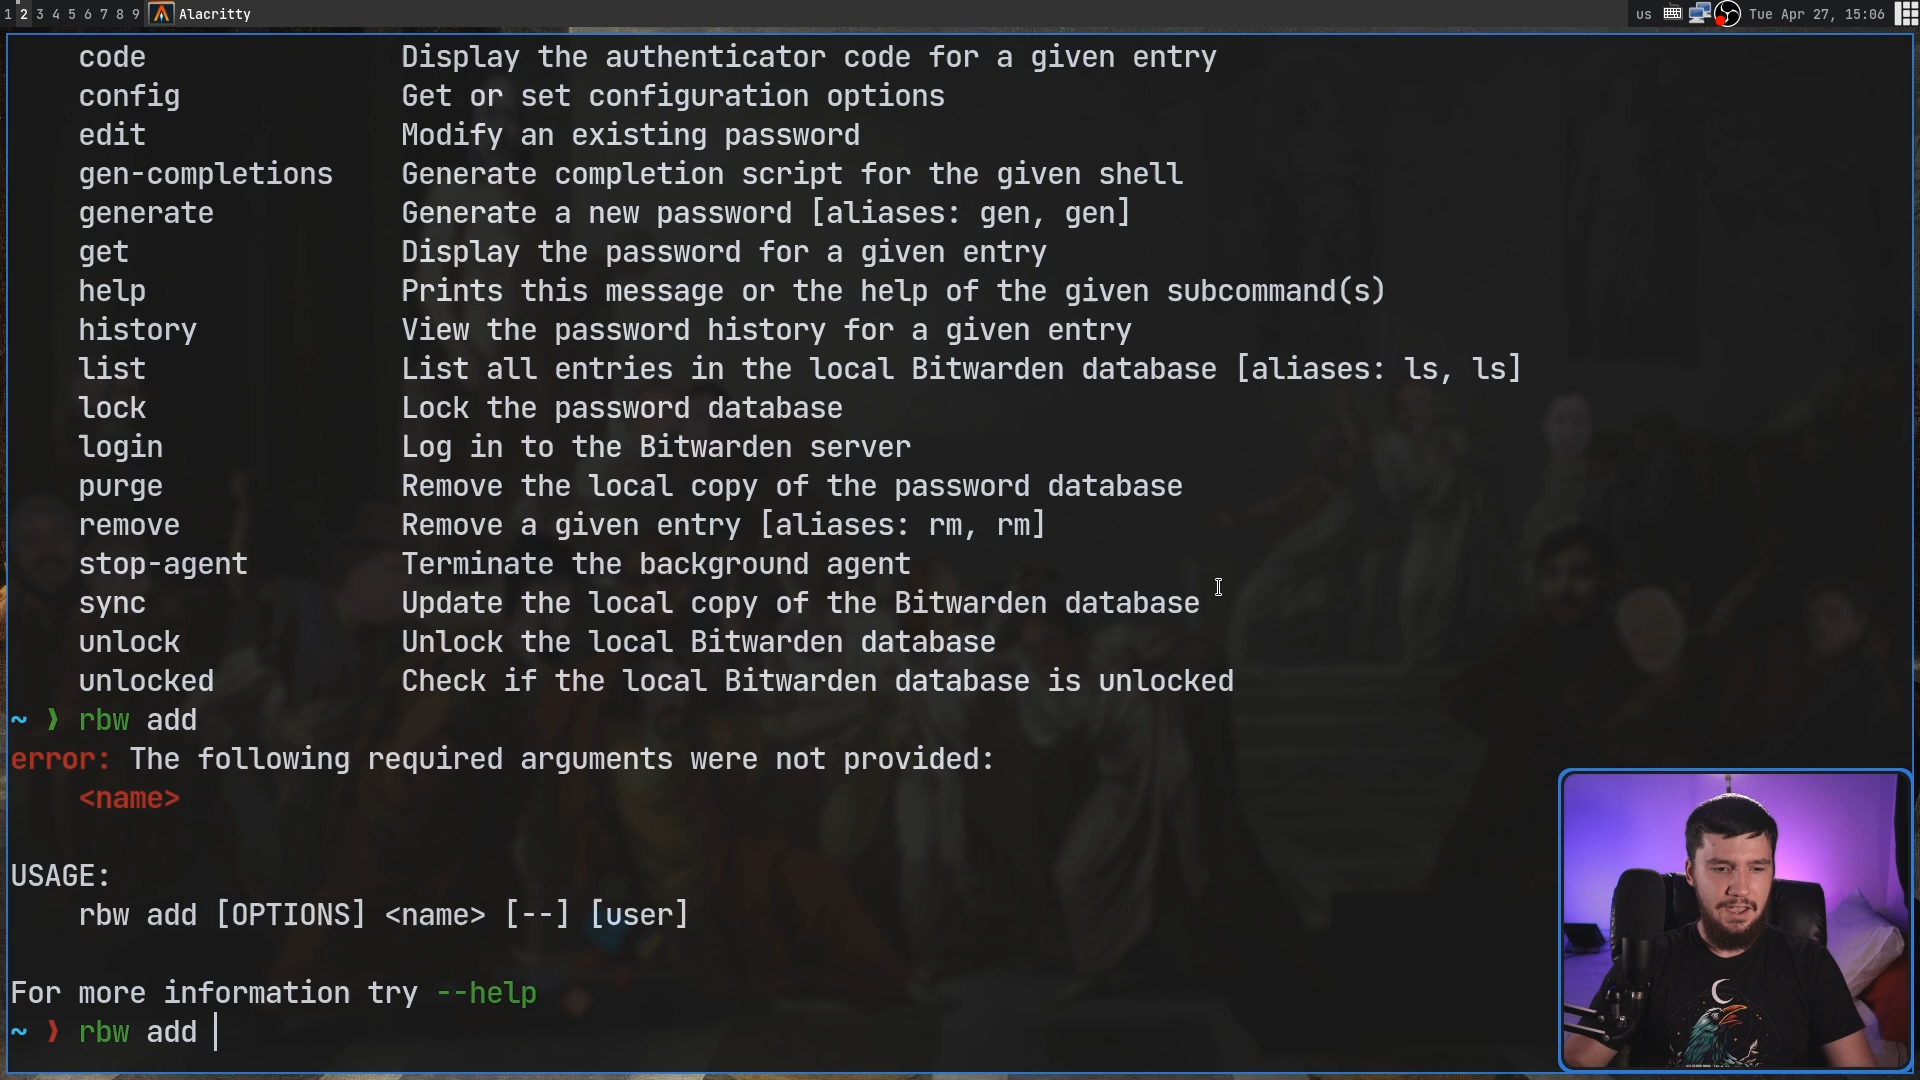 1 2 3 4 5 6 7 8 9 Alacritty us Tue Apr 27, 15:06
code Display the authenticator code for a given entry
config Get or set configuration options
edit Modify an existing password
gen-completions Generate completion script for the given shell
generate Generate a new password [aliases: gen, gen]
get Display the password for a given entry
help Prints this message or the help of the given subcommand(s)
history View the password history for a given entry
list List all entries in the local Bitwarden database [aliases: ls, ls]
lock Lock the password database
login Log in to the Bitwarden server
purge Remove the local copy of the password database
remove Remove a given entry [aliases: rm, rm]
stop-agent Terminate the background agent
sync Update the local copy of the Bitwarden database
unlock Unlock the local Bitwarden database
unlocked Check if the local Bitwarden database is unlocked
~ ❯ rbw add
error: The following required arguments were not provided:
<name>
USAGE:
rbw add [OPTIONS] <name> [--] [user]
For more information try --help
~ ❯ rbw add